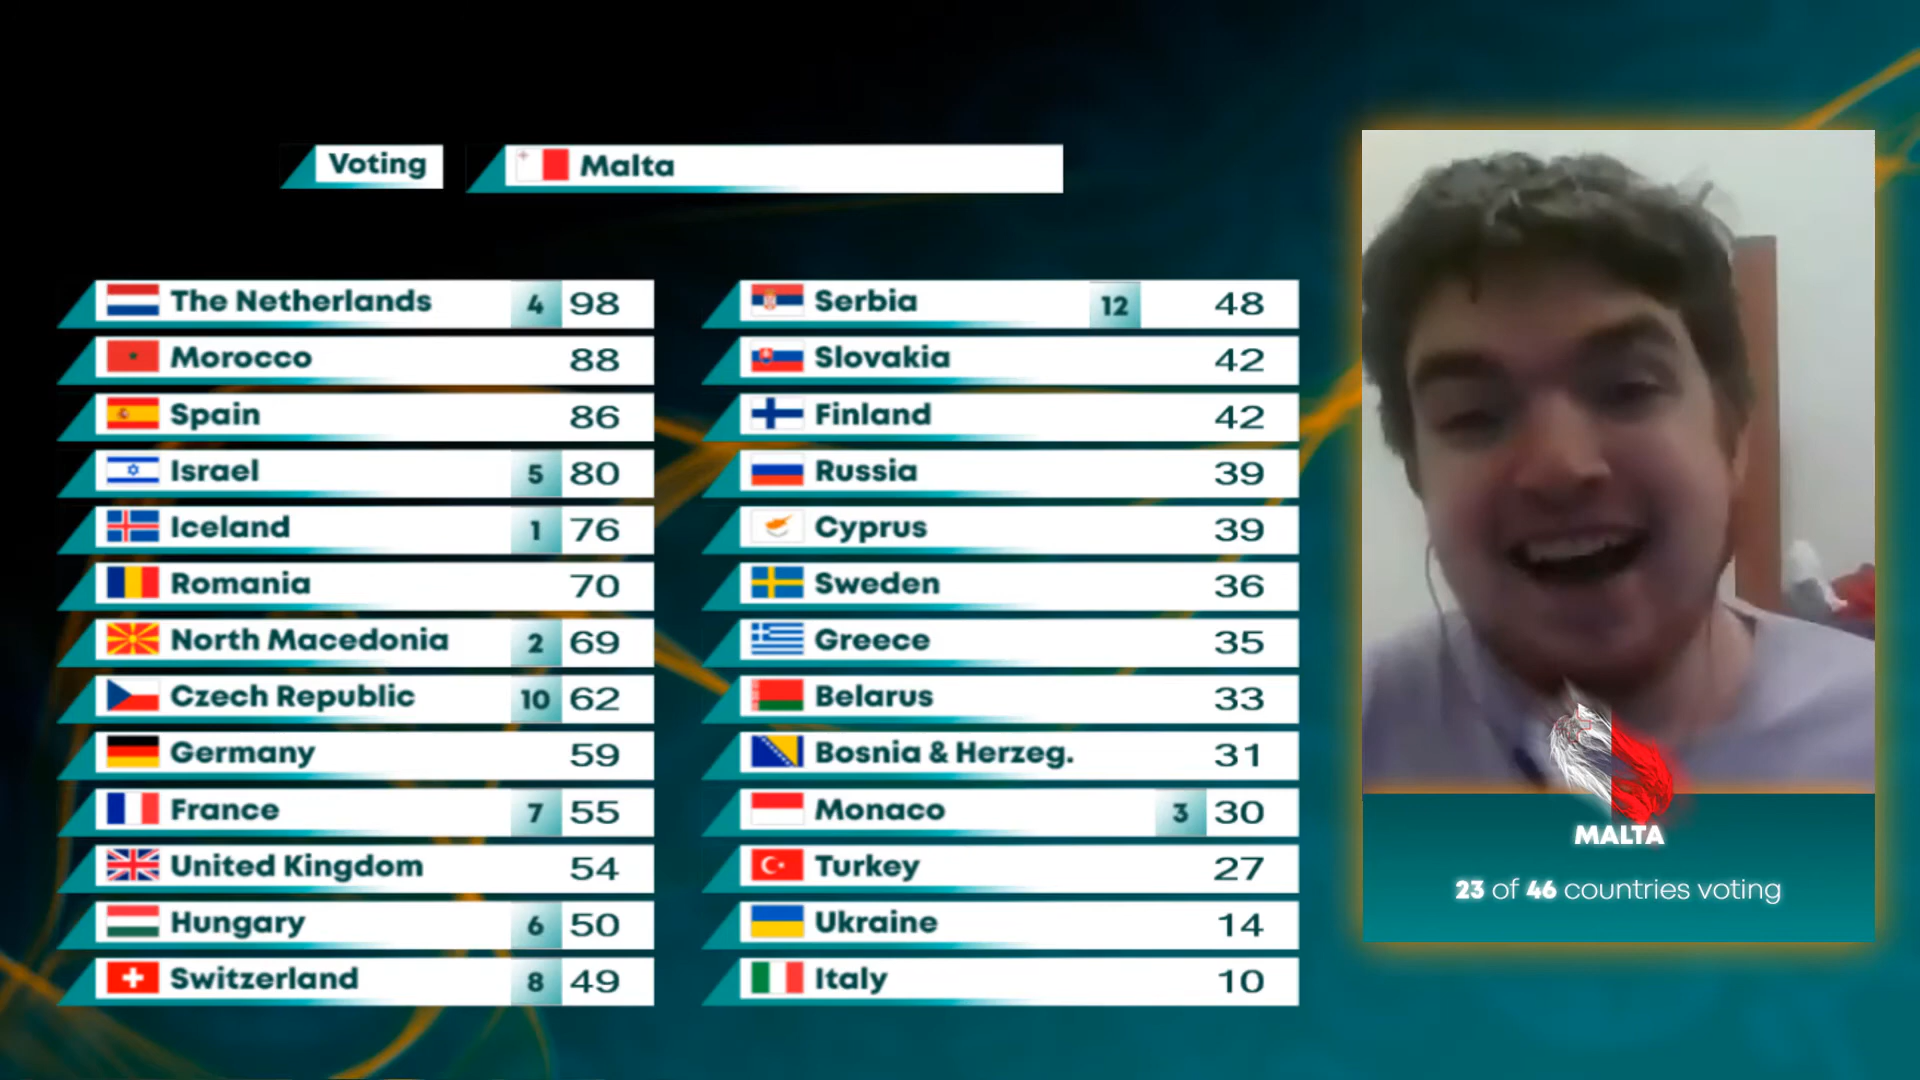 Voting Malta
The Netherlands 4 98
Morocco 88
Spain 86
Israel 5 80
Iceland 1 76
Romania 70
North Macedonia 2 69
Czech Republic 10 62
Germany 59
France 7 55
United Kingdom 54
Hungary 6 50
Switzerland 8 49
Serbia 12 48
Slovakia 42
Finland 42
Russia 39
Cyprus 39
Sweden 36
Greece 35
Belarus 33
Bosnia & Herzeg. 31
Monaco 3 30
Turkey 27
Ukraine 14
Italy 10
MALTA
23 of 46 countries voting